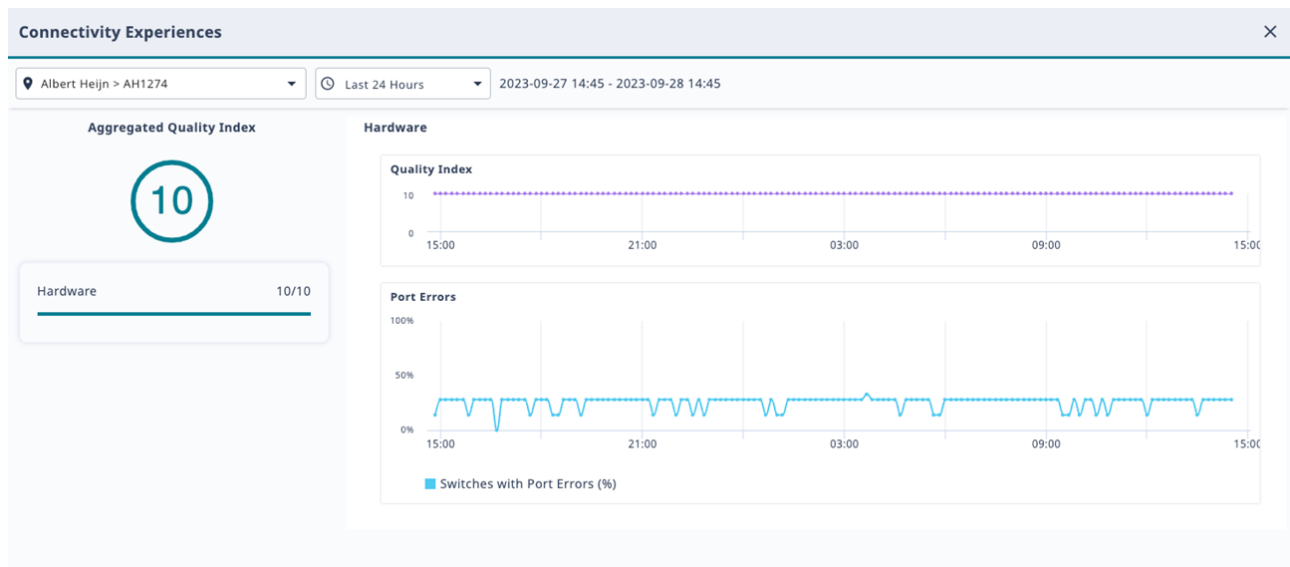 Connectivity Experiences
Albert Heijn > AH1274
Last 24 Hours
2023-09-27 14:45 - 2023-09-28 14:45
Aggregated Quality Index
10
Hardware 10/10
Hardware
Quality Index
10
0
15:00 21:00 03:00 09:00 15:00
Port Errors
100%
50%
0%
15:00 21:00 03:00 09:00 15:00
Switches with Port Errors (%)